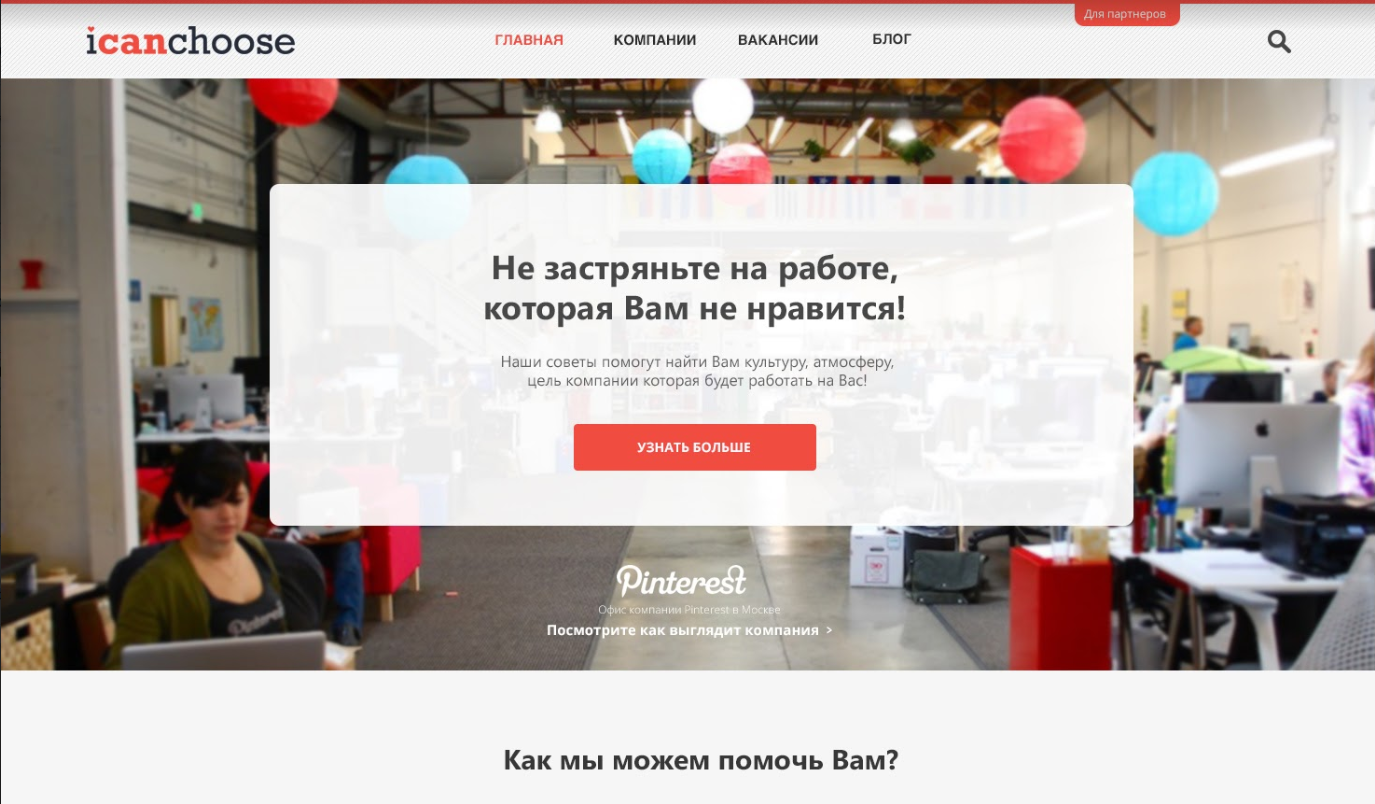 Для партнеров
icanchoose
ГЛАВНАЯ КОМПАНИИ ВАКАНСИИ БЛОГ
Не застряньте на работе,
которая Вам не нравится!
Наши советы помогут найти Вам культуру, атмосферу,
цель компании которая будет работать на Вас!
УЗНАТЬ БОЛЬШЕ
Pinterest
Pinterest
Офис компании Pinterest в Москве
Посмотрите как выглядит компания >
Как мы можем помочь Вам?